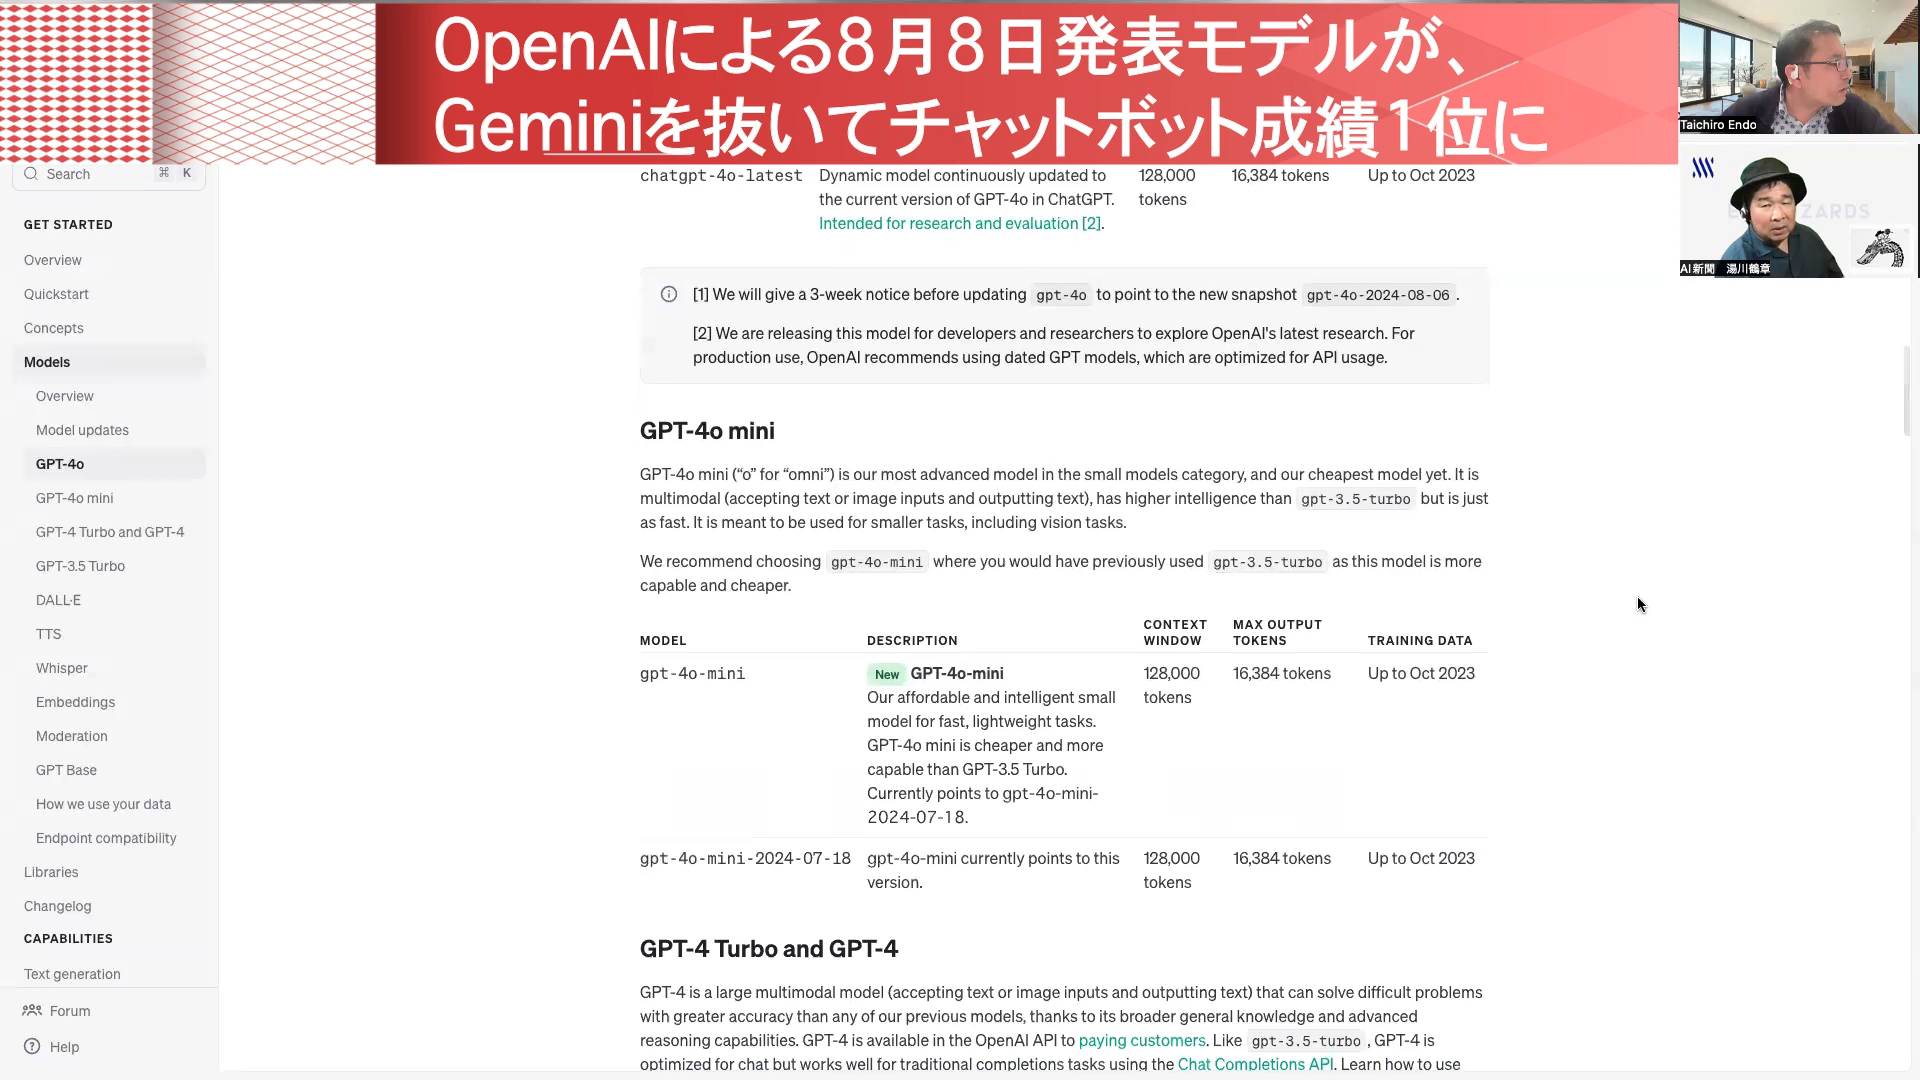 OpenAIによる8月8日発表モデルが、
Geminiを抜いてチャットボット成績1位に
Taichiro Endo
AI新聞 湯川鶴章
Search ⌘ K
GET STARTED
Overview
Quickstart
Concepts
Models
Overview
Model updates
GPT-4o
GPT-4o mini
GPT-4 Turbo and GPT-4
GPT-3.5 Turbo
DALL·E
TTS
Whisper
Embeddings
Moderation
GPT Base
How we use your data
Endpoint compatibility
Libraries
Changelog
CAPABILITIES
Text generation
Forum
Help
chatgpt-4o-latest Dynamic model continuously updated to 128,000 16,384 tokens Up to Oct 2023
the current version of GPT-4o in ChatGPT. tokens
Intended for research and evaluation [2].
[1] We will give a 3-week notice before updating gpt-4o to point to the new snapshot gpt-4o-2024-08-06 .
[2] We are releasing this model for developers and researchers to explore OpenAI's latest research. For
production use, OpenAI recommends using dated GPT models, which are optimized for API usage.
GPT-4o mini
GPT-4o mini (“o” for “omni”) is our most advanced model in the small models category, and our cheapest model yet. It is
multimodal (accepting text or image inputs and outputting text), has higher intelligence than gpt-3.5-turbo but is just
as fast. It is meant to be used for smaller tasks, including vision tasks.
We recommend choosing gpt-4o-mini where you would have previously used gpt-3.5-turbo as this model is more
capable and cheaper.
CONTEXT MAX OUTPUT
MODEL DESCRIPTION WINDOW TOKENS TRAINING DATA
gpt-4o-mini New GPT-4o-mini 128,000 16,384 tokens Up to Oct 2023
Our affordable and intelligent small tokens
model for fast, lightweight tasks.
GPT-4o mini is cheaper and more
capable than GPT-3.5 Turbo.
Currently points to gpt-4o-mini-
2024-07-18.
gpt-4o-mini-2024-07-18 gpt-4o-mini currently points to this 128,000 16,384 tokens Up to Oct 2023
version. tokens
GPT-4 Turbo and GPT-4
GPT-4 is a large multimodal model (accepting text or image inputs and outputting text) that can solve difficult problems
with greater accuracy than any of our previous models, thanks to its broader general knowledge and advanced
reasoning capabilities. GPT-4 is available in the OpenAI API to paying customers. Like gpt-3.5-turbo , GPT-4 is
optimized for chat but works well for traditional completions tasks using the Chat Completions API. Learn how to use